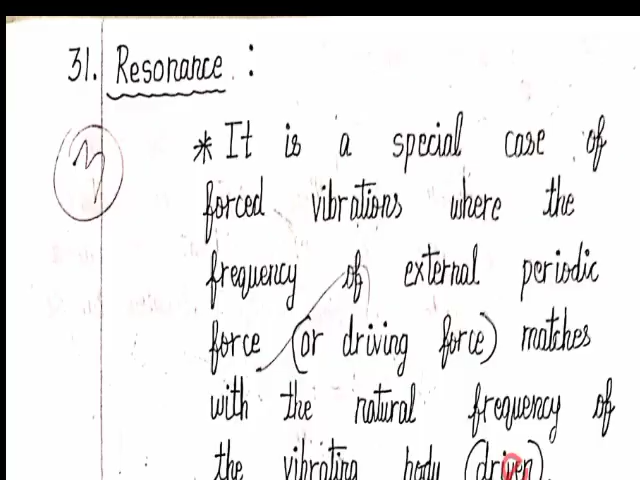 31. Resonance :
* It is a special case of
forced vibrations where the
frequency of external periodic
force (or driving force) matches
with the natural frequency of
the vibrating body (driven).